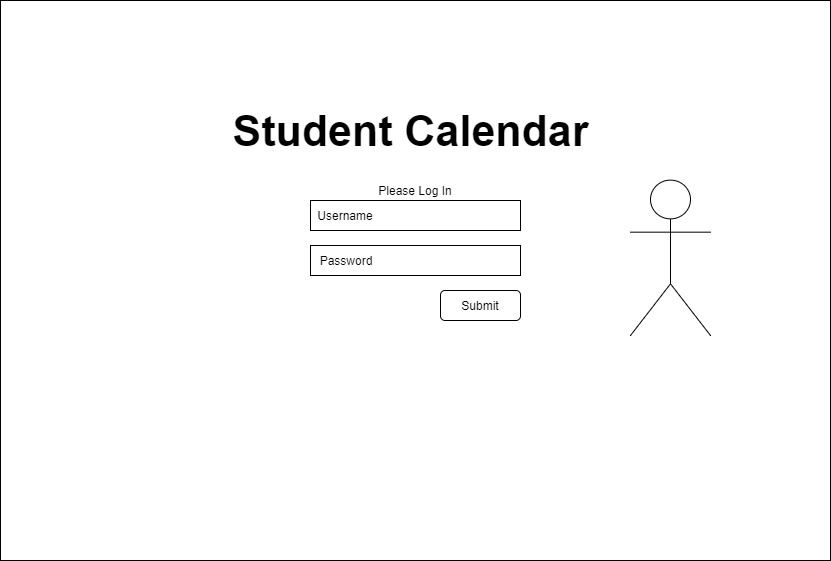 Student Calendar
Please Log In
Username
Password
Submit